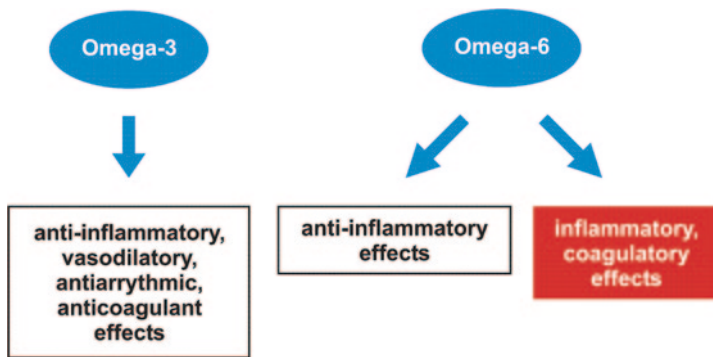 Omega-3
Omega-6
anti-inflammatory,
vasodilatory,
antiarrythmic,
anticoagulant
effects
anti-inflammatory
effects
inflammatory,
coagulatory
effects